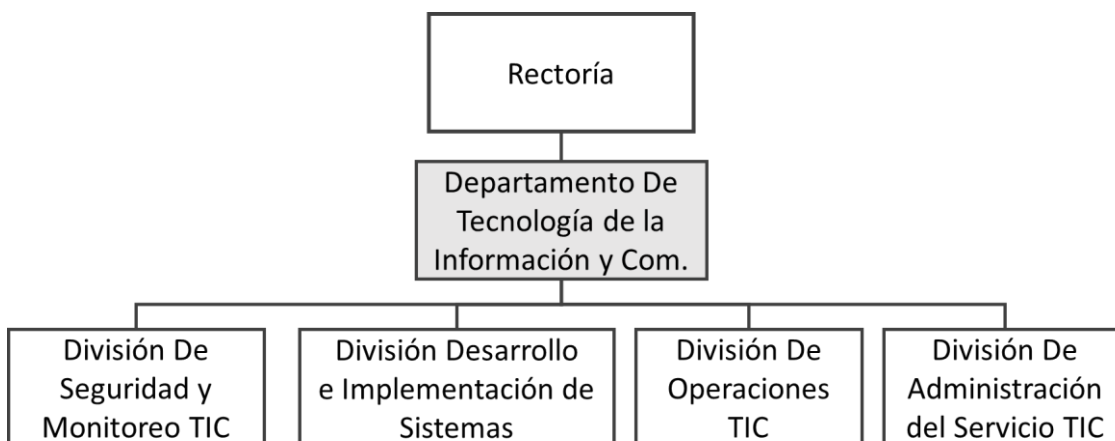 Rectoría
Departamento De
Tecnología de la
Información y Com.
División De
Seguridad y
Monitoreo TIC
División Desarrollo
e Implementación de
Sistemas
División De
Operaciones
TIC
División De
Administración
del Servicio TIC